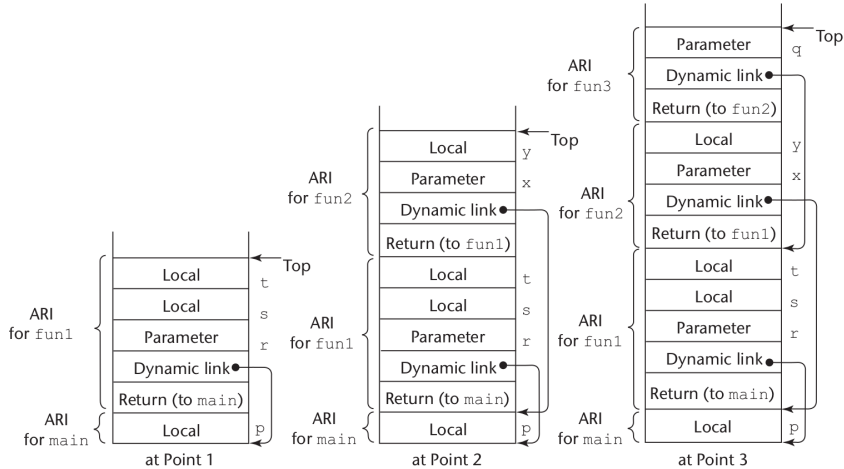 Top
ARI
for fun1
Local
t
Local
s
Parameter
r
Dynamic link
Return (to main)
ARI
for main
Local
p
at Point 1
Top
ARI
for fun2
Local
y
Parameter
x
Dynamic link
Return (to fun1)
ARI
for fun1
Local
t
Local
s
Parameter
r
Dynamic link
Return (to main)
ARI
for main
Local
p
at Point 2
Top
ARI
for fun3
Parameter
q
Dynamic link
Return (to fun2)
ARI
for fun2
Local
y
Parameter
x
Dynamic link
Return (to fun1)
ARI
for fun1
Local
t
Local
s
Parameter
r
Dynamic link
Return (to main)
ARI
for main
Local
p
at Point 3